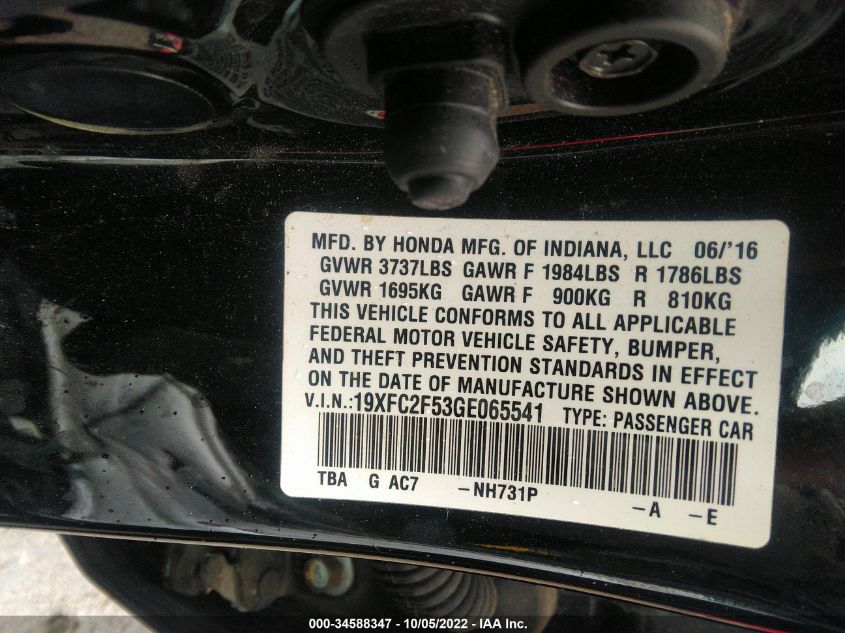 MFD. BY HONDA MFG. OF INDIANA, LLC 06/'16
GVWR 3737LBS GAWR F 1984LBS R 1786LBS
GVWR 1695KG GAWR F 900KG R 810KG
THIS VEHICLE CONFORMS TO ALL APPLICABLE
FEDERAL MOTOR VEHICLE SAFETY, BUMPER,
AND THEFT PREVENTION STANDARDS IN EFFECT
ON THE DATE OF MANUFACTURE SHOWN ABOVE.
V.I.N.:19XFC2F53GE065541 TYPE: PASSENGER CAR
TBA G AC7 -NH731P -A -E
000-34588347 - 10/05/2022 - IAA Inc.